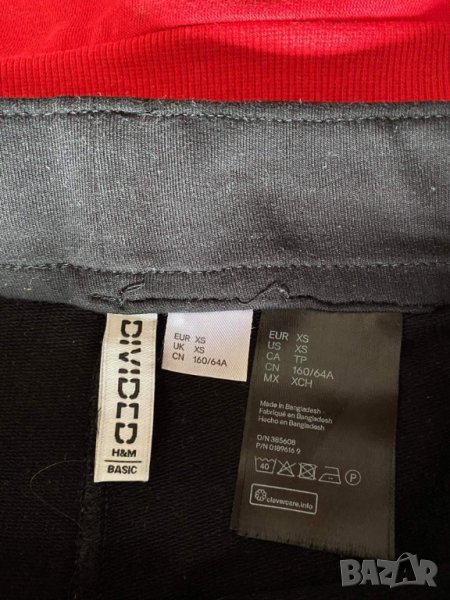 DIVIDED
H&M
BASIC
EUR XS
UK XS
CN 160/64A
EUR XS
US XS
CA TP
CN 160/64A
MX XCH
Made in Bangladesh
Fabriqué en Bangladesh
Hecho en Bangladesh
O/N 385608
P/N 0189616 9
40
P
clevercare.info
BAZAR